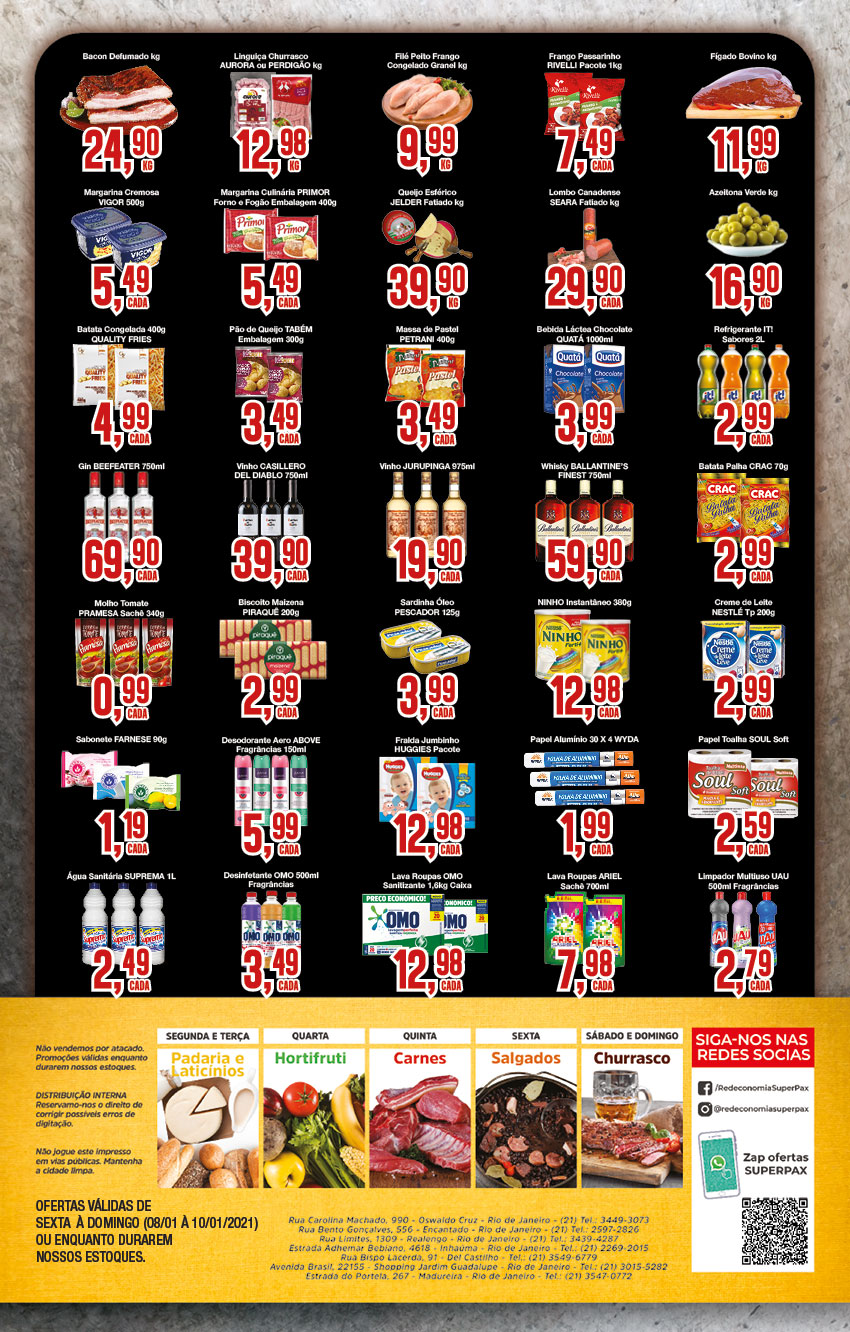 Bacon Defumado kg
24,90
KG
Linguiça Churrasco
AURORA ou PERDIGÃO kg
12,98
KG
Filé Peito Frango
Congelado Granel kg
9,99
KG
Frango Passarinho
RIVELLI Pacote 1kg
7,49
CADA
Fígado Bovino kg
11,99
KG
Margarina Cremosa
VIGOR 500g
5,49
CADA
Margarina Culinária PRIMOR
Forno e Fogão Embalagem 400g
5,49
CADA
Queijo Esférico
JELDER Fatiado kg
39,90
KG
Lombo Canadense
SEARA Fatiado kg
29,90
CADA
Azeitona Verde kg
16,90
KG
Batata Congelada 400g
QUALITY FRIES
4,99
CADA
Pão de Queijo TABÉM
Embalagem 300g
3,49
CADA
Massa de Pastel
PETRANI 400g
3,49
CADA
Bebida Láctea Chocolate
QUATÁ 1000ml
3,99
CADA
Refrigerante IT!
Sabores 2L
2,99
CADA
Gin BEEFEATER 750ml
69,90
CADA
Vinho CASILLERO
DEL DIABLO 750ml
39,90
CADA
Vinho JURUPINGA 975ml
19,90
CADA
Whisky BALLANTINE'S
FINEST 750ml
59,90
CADA
Batata Palha CRAC 70g
2,99
CADA
Molho Tomate
PRAMESA Sachê 340g
0,99
CADA
Biscoito Maizena
PIRAQUÊ 200g
2,99
CADA
Sardinha Óleo
PESCADOR 125g
3,99
CADA
NINHO Instantâneo 380g
12,98
CADA
Creme de Leite
NESTLÉ Tp 200g
2,99
CADA
Sabonete FARNESE 90g
1,19
CADA
Desodorante Aero ABOVE
Fragrâncias 150ml
5,99
CADA
Fralda Jumbinho
HUGGIES Pacote
12,98
CADA
Papel Alumínio 30 X 4 WYDA
1,99
CADA
Papel Toalha SOUL Soft
2,59
CADA
Água Sanitária SUPREMA 1L
2,49
CADA
Desinfetante OMO 500ml
Fragrâncias
3,49
CADA
Lava Roupas OMO
Sanitizante 1,6kg Caixa
12,98
CADA
Lava Roupas ARIEL
Sachê 700ml
7,98
CADA
Limpador Multiuso UAU
500ml Fragrâncias
2,79
CADA
Não vendemos por atacado.
Promoções válidas enquanto
durarem nossos estoques.
DISTRIBUIÇÃO INTERNA
Reservamo-nos o direito de
corrigir possíveis erros de
digitação.
Não jogue este impresso
em vias públicas. Mantenha
a cidade limpa.
SEGUNDA E TERÇA
Padaria e
Laticínios
QUARTA
Hortifruti
QUINTA
Carnes
SEXTA
Salgados
SÁBADO E DOMINGO
Churrasco
SIGA-NOS NAS
REDES SOCIAS
/RedeconomiaSuperPax
@redeconomiasuperpax
Zap ofertas
SUPERPAX
OFERTAS VÁLIDAS DE
SEXTA À DOMINGO (08/01 À 10/01/2021)
OU ENQUANTO DURAREM
NOSSOS ESTOQUES.
Rua Carolina Machado, 990 - Oswaldo Cruz - Rio de Janeiro - (21) Tel.: 3449-3073
Rua Bento Gonçalves, 556 - Encantado - Rio de Janeiro - (21) Tel.: 2597-2826
Rua Limites, 1309 - Realengo - Rio de Janeiro - (21) Tel.: 3439-4287
Estrada Adhemar Bebiano, 4618 - Inhaúma - Rio de Janeiro - (21) Tel.: 2269-2015
Rua Bispo Lacerda, 91 - Del Castilho - Tel.: (21) 3549-6779
Avenida Brasil, 22155 - Shopping Jardim Guadalupe - Rio de Janeiro - Tel.: (21) 3015-5282
Estrada do Portela, 267 - Madureira - Rio de Janeiro - Tel.: (21) 3547-0772